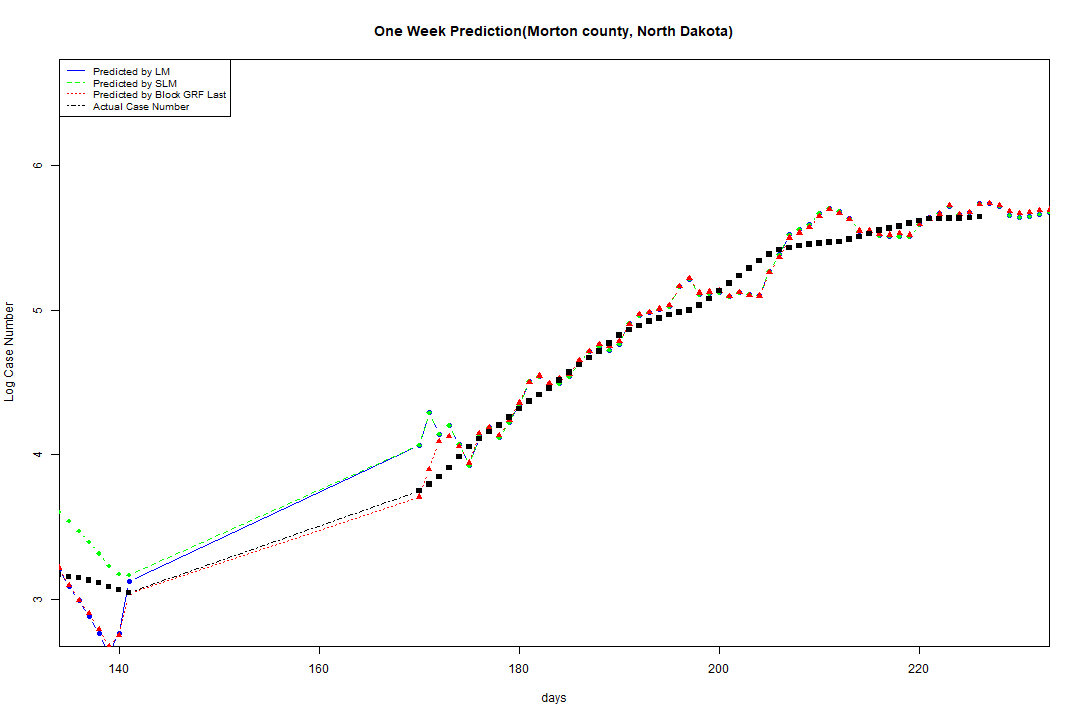 One Week Prediction(Morton county, North Dakota)
Predicted by LM
Predicted by SLM
Predicted by Block GRF Last
Actual Case Number
Log Case Number
6
5
4
3
140 160 180 200 220
days